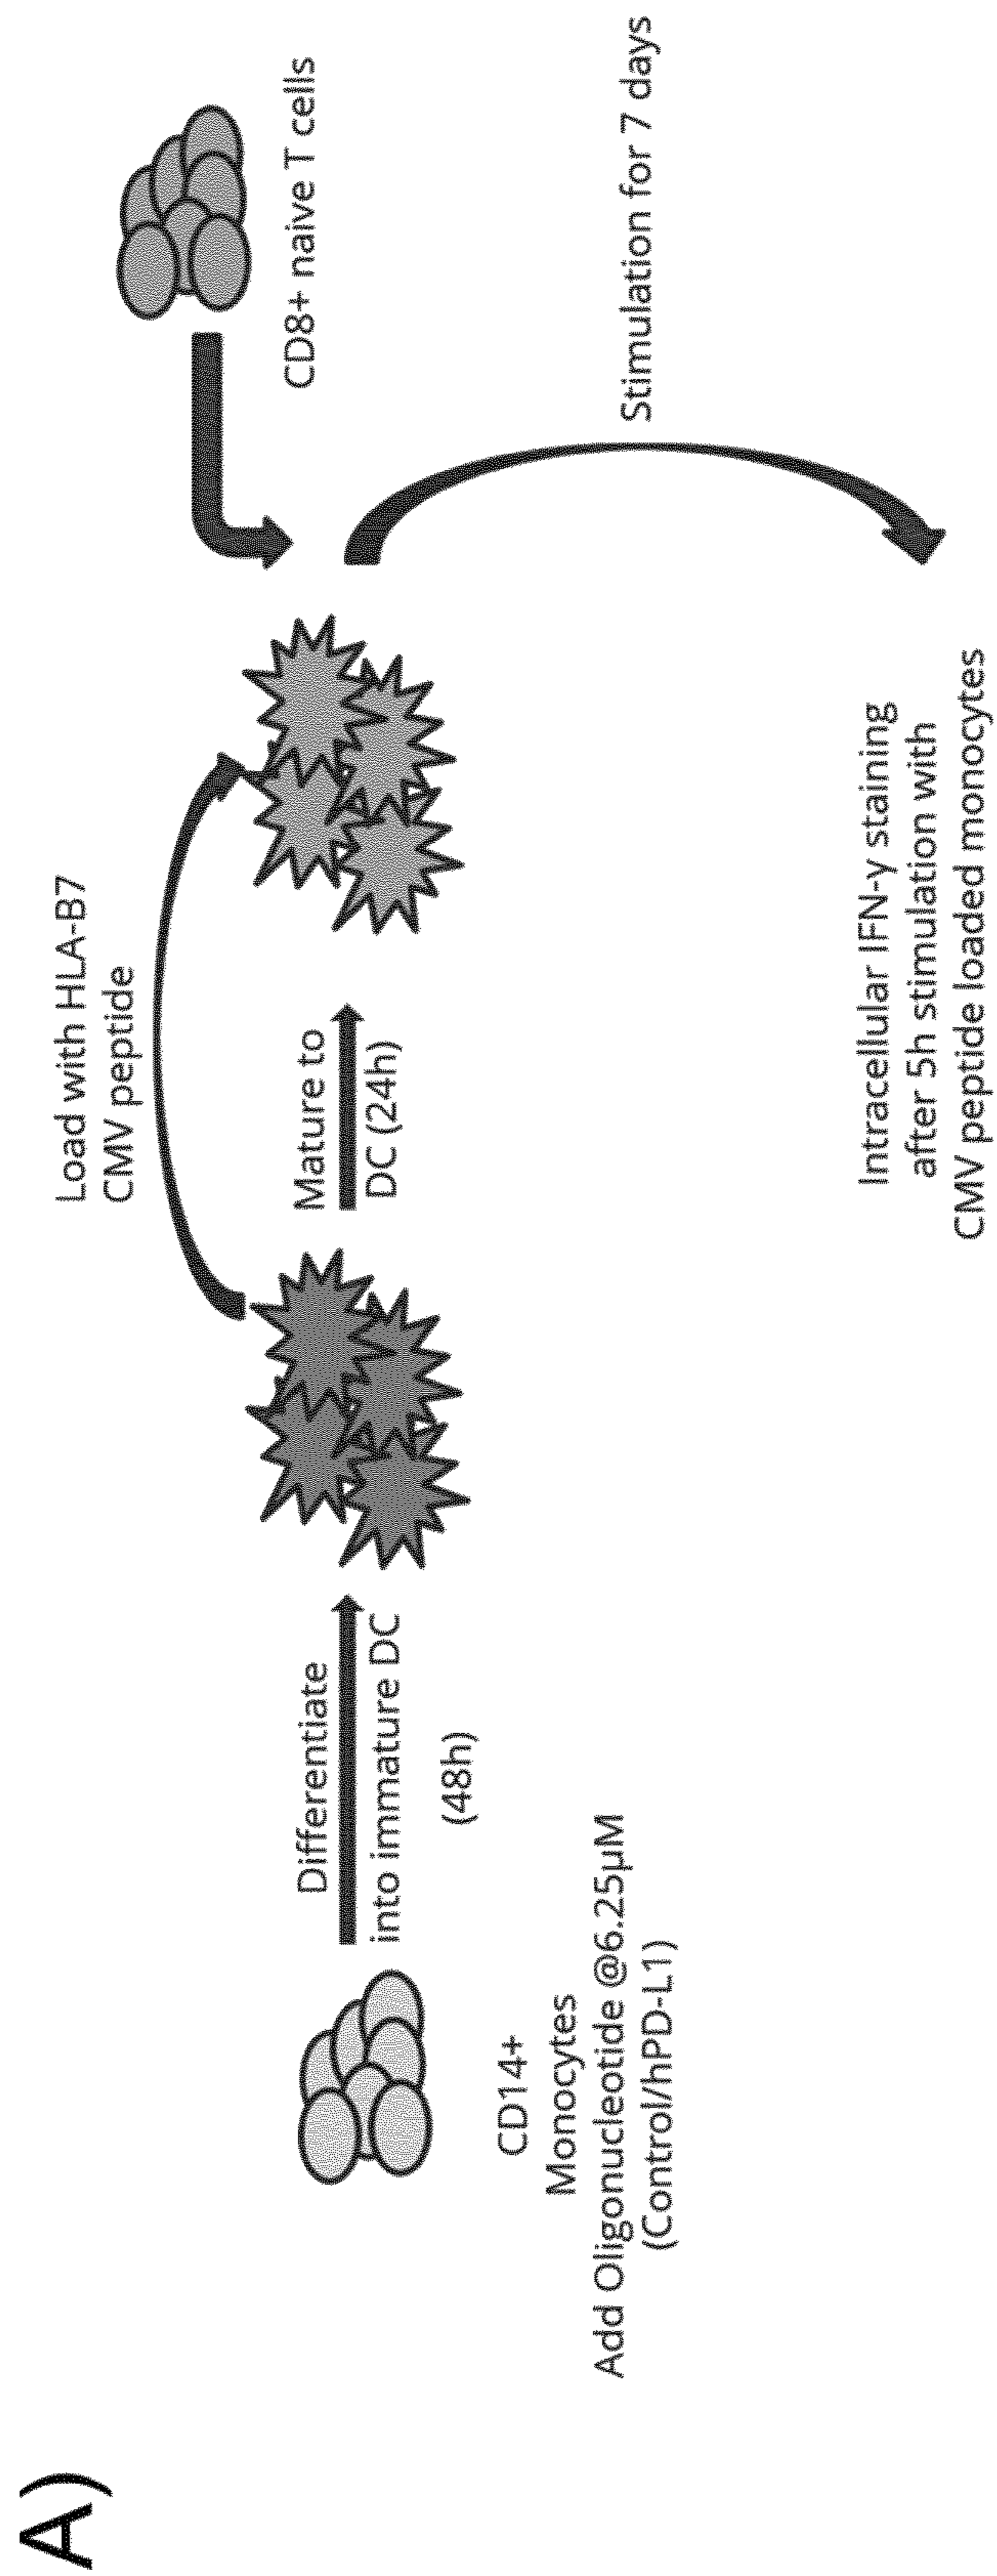 A)
CD14+
Monocytes
Add Oligonucleotide @6.25µM
(Control/hPD-L1)
Differentiate
into immature DC
(48h)
Load with HLA-B7
CMV peptide
Mature to
DC (24h)
CD8+ naive T cells
Stimulation for 7 days
Intracellular IFN-γ staining
after 5h stimulation with
CMV peptide loaded monocytes